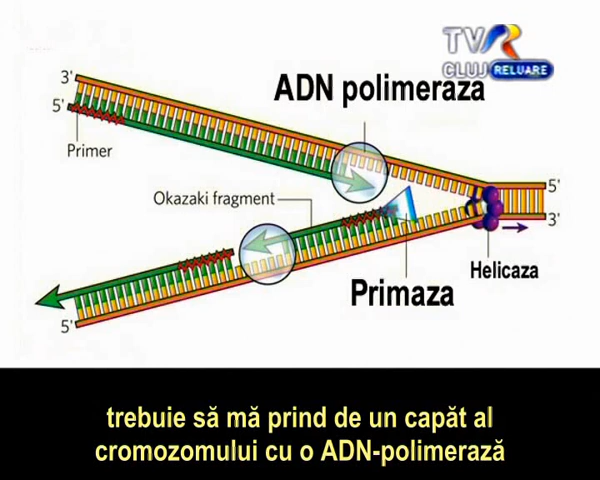 TVR
CLUJ RELUARE
ADN polimeraza
3'
5'
Primer
5'
3'
Okazaki fragment
Helicaza
Primaza
5'
trebuie să mă prind de un capăt al
cromozomului cu o ADN-polimerază